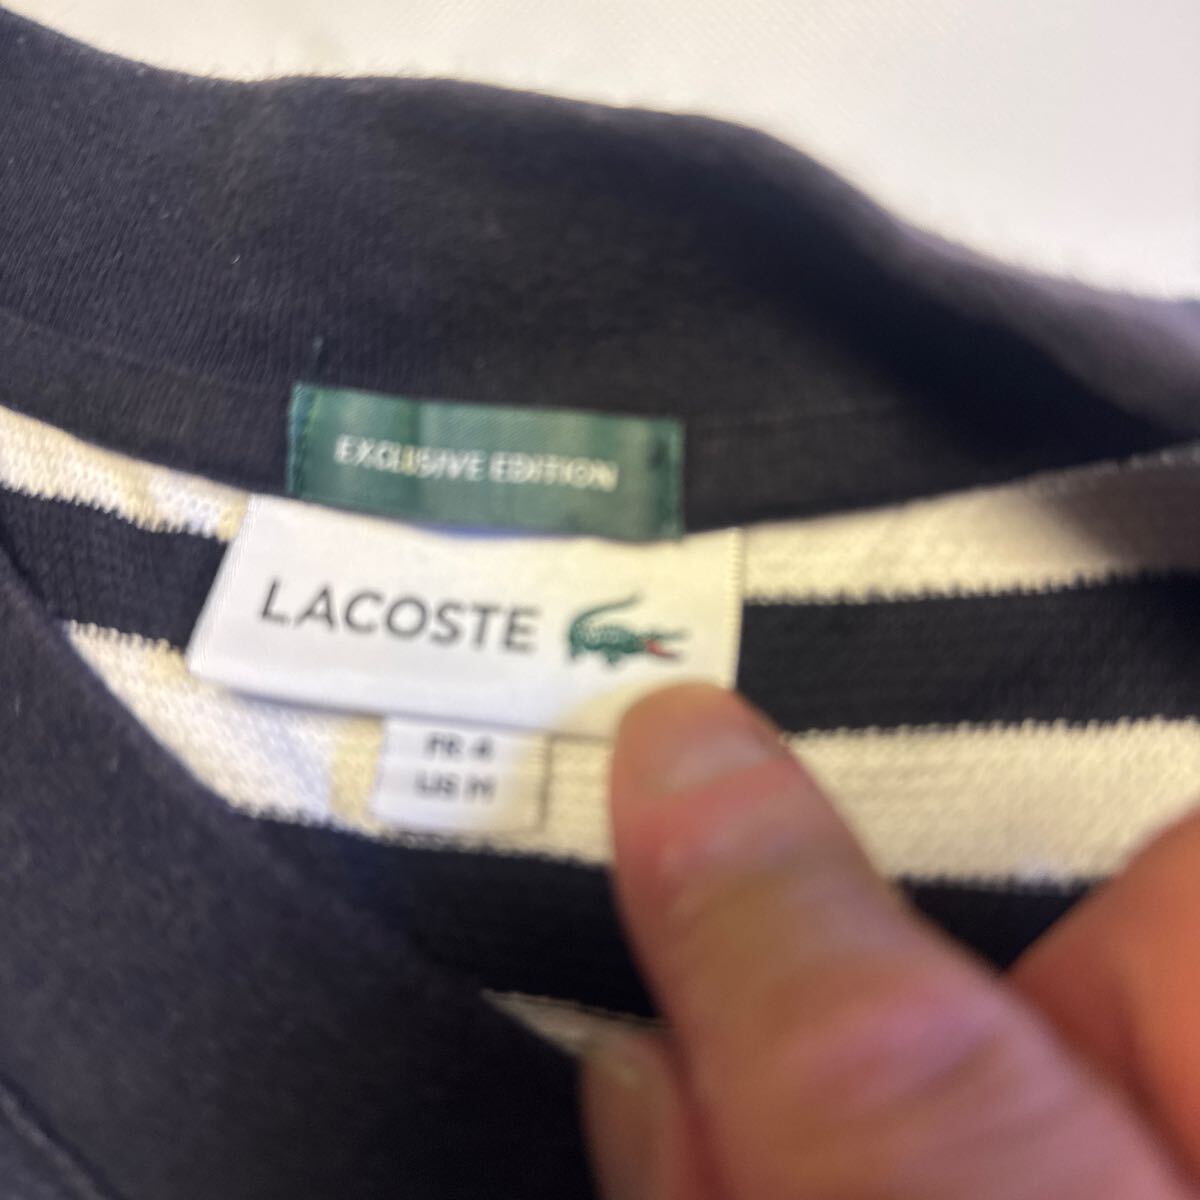 EXCLUSIVE EDITION
LACOSTE
FR 4
US M